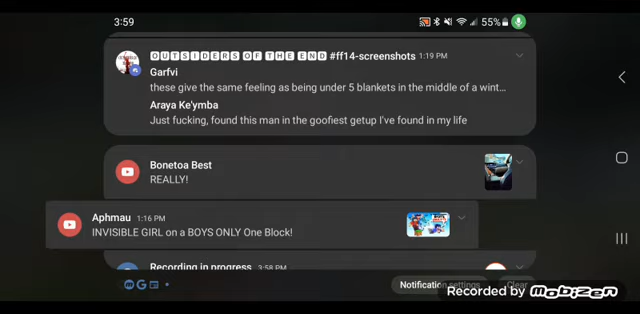 3:59
55%
OUTSIDERS OF THE END #ff14-screenshots 1:19 PM
Garfvi
these give the same feeling as being under 5 blankets in the middle of a wint...
Araya Ke'ymba
Just fucking, found this man in the goofiest getup I've found in my life
Bonetoa Best
REALLY!
Aphmau 1:16 PM
INVISIBLE GIRL on a BOYS ONLY One Block!
Recording in progress 3:58 PM
Notification settings
Clear
Recorded by Mobizen